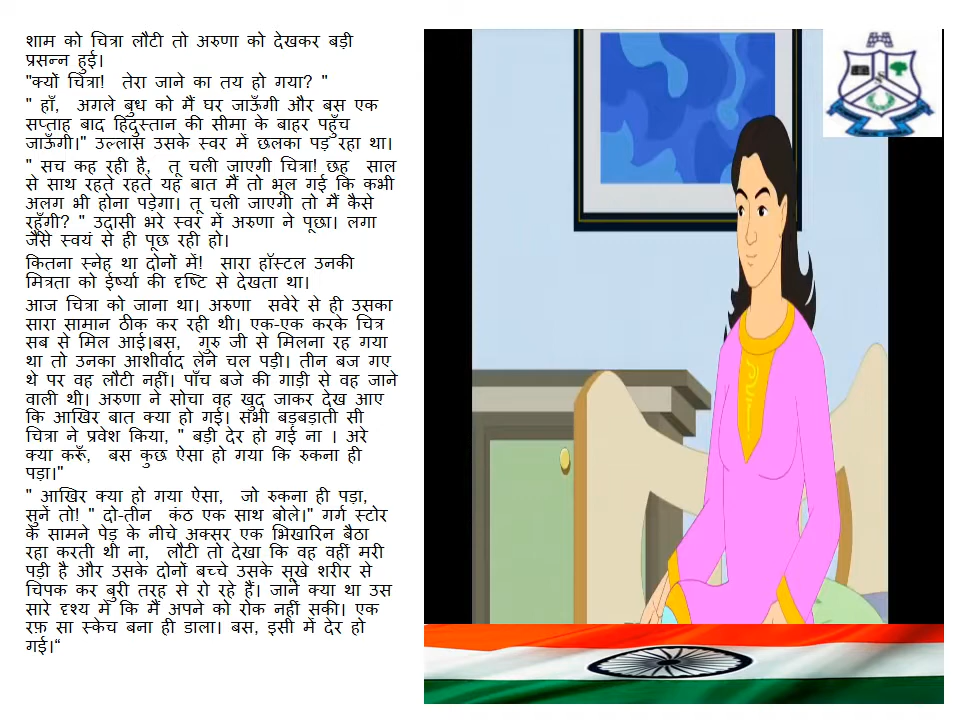 शाम को चित्रा लौटी तो अरुणा को देखकर बड़ी
प्रसन्न हुई।
"क्यों चित्रा!  तेरा जाने का तय हो गया? "
" हाँ,  अगले बुध को मैं घर जाऊँगी और बस एक
सप्ताह बाद हिंदुस्तान की सीमा के बाहर पहुँच
जाऊँगी।" उल्लास उसके स्वर में छलका पड़ रहा था।
" सच कह रही है,  तू चली जाएगी चित्रा! छह  साल
से साथ रहते रहते यह बात मैं तो भूल गई कि कभी
अलग भी होना पड़ेगा। तू चली जाएगी तो मैं कैसे
रहूँगी? " उदासी भरे स्वर में अरुणा ने पूछा। लगा
जैसे स्वयं से ही पूछ रही हो।
कितना स्नेह था दोनों में!  सारा हॉस्टल उनकी
मित्रता को ईर्ष्या की दृष्टि से देखता था।
आज चित्रा को जाना था। अरुणा  सवेरे से ही उसका
सारा सामान ठीक कर रही थी। एक-एक करके चित्र
सब से मिल आई।बस,  गुरु जी से मिलना रह गया
था तो उनका आशीर्वाद लेने चल पड़ी। तीन बज गए
थे पर वह लौटी नहीं। पाँच बजे की गाड़ी से वह जाने
वाली थी। अरुणा ने सोचा वह खुद जाकर देख आए
कि आखिर बात क्या हो गई। सभी बड़बड़ाती सी
चित्रा ने प्रवेश किया, " बड़ी देर हो गई ना । अरे
क्या करूँ,  बस कुछ ऐसा हो गया कि रुकना ही
पड़ा।"
" आखिर क्या हो गया ऐसा,  जो रुकना ही पड़ा,
सुनें तो! " दो-तीन  कंठ एक साथ बोले।" गर्ग स्टोर
के सामने पेड़ के नीचे अक्सर एक भिखारिन बैठा
रहा करती थी ना,  लौटी तो देखा कि वह वहीं मरी
पड़ी है और उसके दोनों बच्चे उसके सूखे शरीर से
चिपक कर बुरी तरह से रो रहे हैं। जाने क्या था उस
सारे दृश्य में कि मैं अपने को रोक नहीं सकी। एक
रफ़ सा स्केच बना ही डाला। बस, इसी में देर हो
गई।“